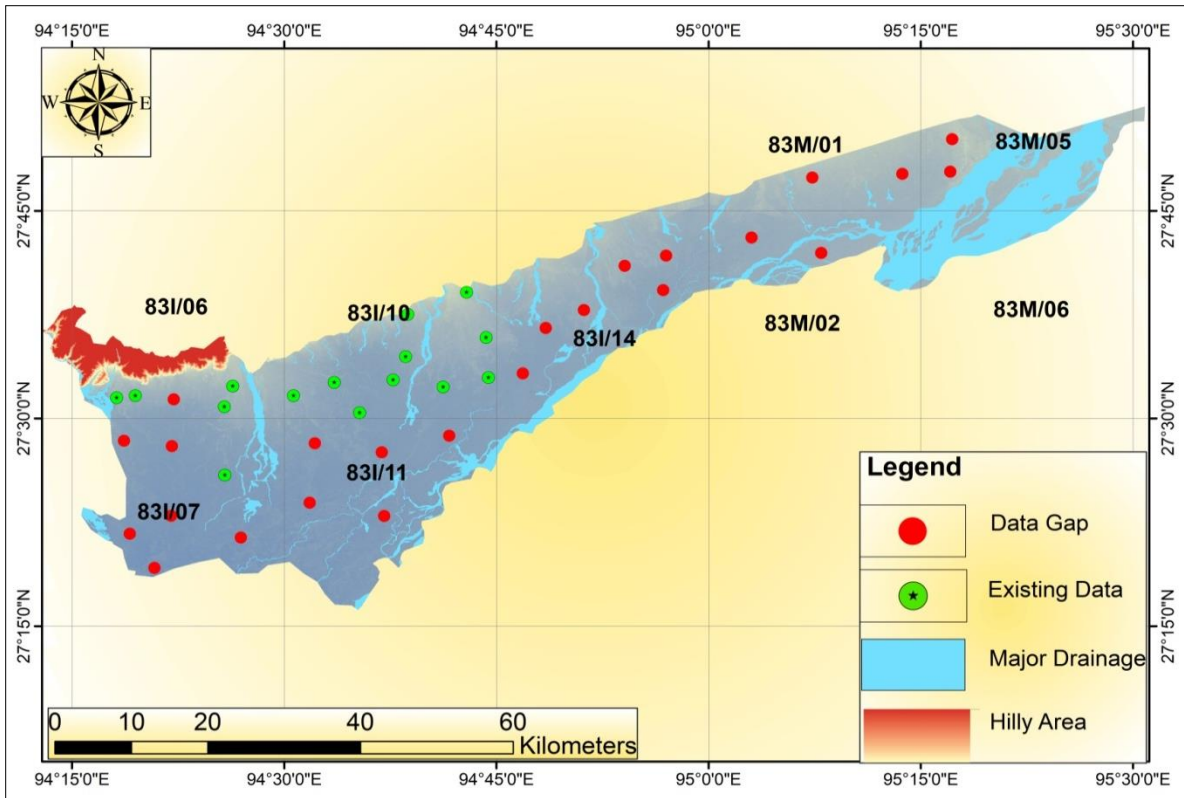 94°15'0"E 94°30'0"E 94°45'0"E 95°0'0"E 95°15'0"E 95°30'0"E
N
W E
S
83M/01
83M/05
27°45'0"N 27°45'0"N
83I/06
83I/10
83I/14
83M/02
83M/06
27°30'0"N 27°30'0"N
83I/11
83I/07
Legend
Data Gap
Existing Data
Major Drainage
Hilly Area
27°15'0"N 27°15'0"N
0 10 20 40 60
Kilometers
94°15'0"E 94°30'0"E 94°45'0"E 95°0'0"E 95°15'0"E 95°30'0"E